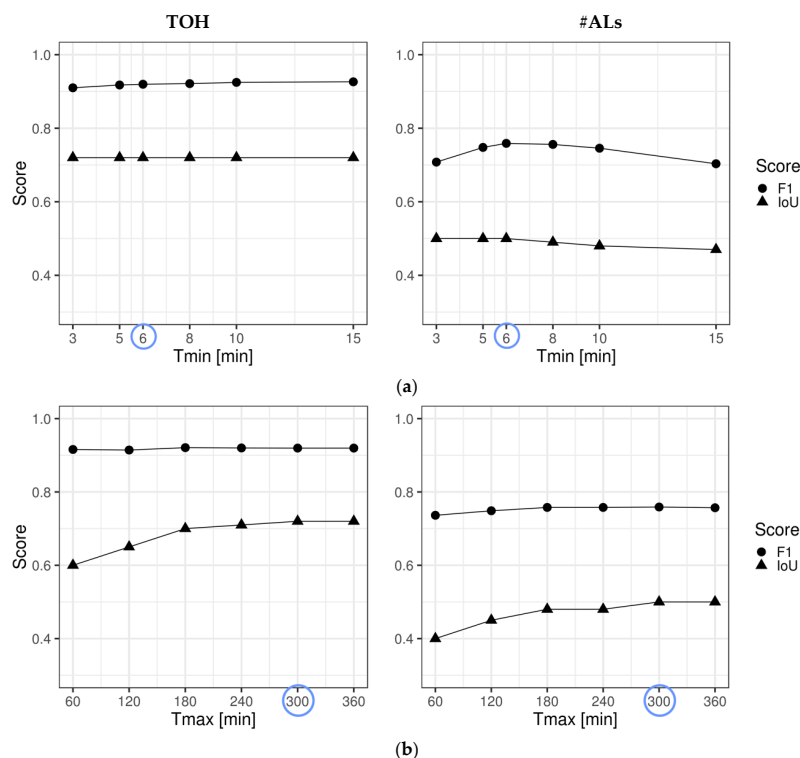 TOH #ALs
1.0 1.0
0.8 0.8
0.6 0.6
0.4 0.4
Score
Score
F1
IoU
3 5 6 8 10 15 3 5 6 8 10 15
Tmin [min] Tmin [min]
(a)
1.0 1.0
0.8 0.8
0.6 0.6
0.4 0.4
Score
Score
F1
IoU
60 120 180 240 300 360 60 120 180 240 300 360
Tmax [min] Tmax [min]
(b)